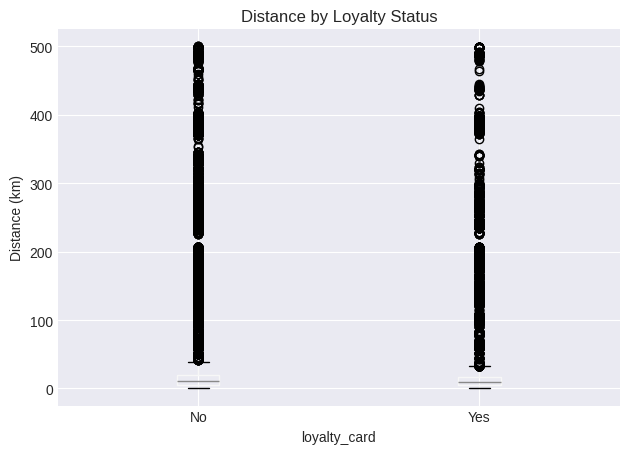 Distance by Loyalty Status
500
400
300
200
100
0
Distance (km)
No
Yes
loyalty_card